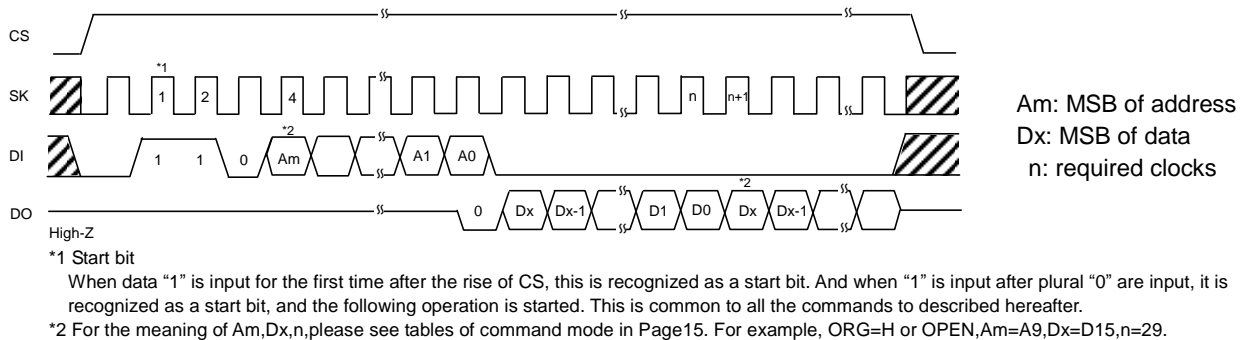 CS
*1
SK 1 2 4 n n+1
*2
DI 1 1 0 Am A1 A0
*2
DO 0 Dx Dx-1 D1 D0 Dx Dx-1
High-Z
Am: MSB of address
Dx: MSB of data
n: required clocks
*1 Start bit
When data “1” is input for the first time after the rise of CS, this is recognized as a start bit. And when “1” is input after plural “0” are input, it is
recognized as a start bit, and the following operation is started. This is common to all the commands to described hereafter.
*2 For the meaning of Am,Dx,n,please see tables of command mode in Page15. For example, ORG=H or OPEN,Am=A9,Dx=D15,n=29.